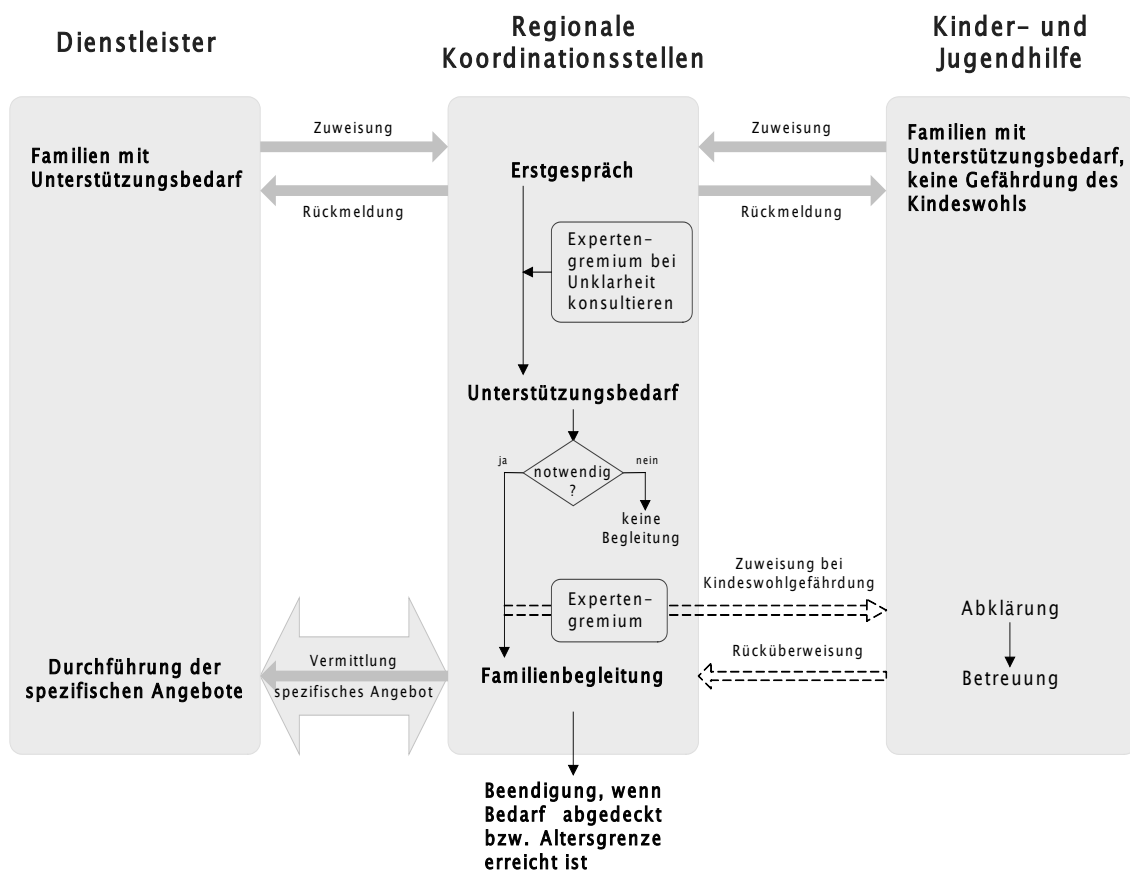 Dienstleister
Regionale
Koordinationsstellen
Kinder- und
Jugendhilfe
Familien mit
Unterstützungsbedarf
Zuweisung
Rückmeldung
Erstgespräch
Zuweisung
Rückmeldung
Familien mit
Unterstützungsbedarf,
keine Gefährdung des
Kindeswohls
Experten-
gremium bei
Unklarheit
konsultieren
Unterstützungsbedarf
ja
notwendig
?
nein
keine
Begleitung
Experten-
gremium
Zuweisung bei
Kindeswohlgefährdung
Abklärung
Durchführung der
spezifischen Angebote
Vermittlung
spezifisches Angebot
Familienbegleitung
Rücküberweisung
Betreuung
Beendigung, wenn
Bedarf abgedeckt
bzw. Altersgrenze
erreicht ist